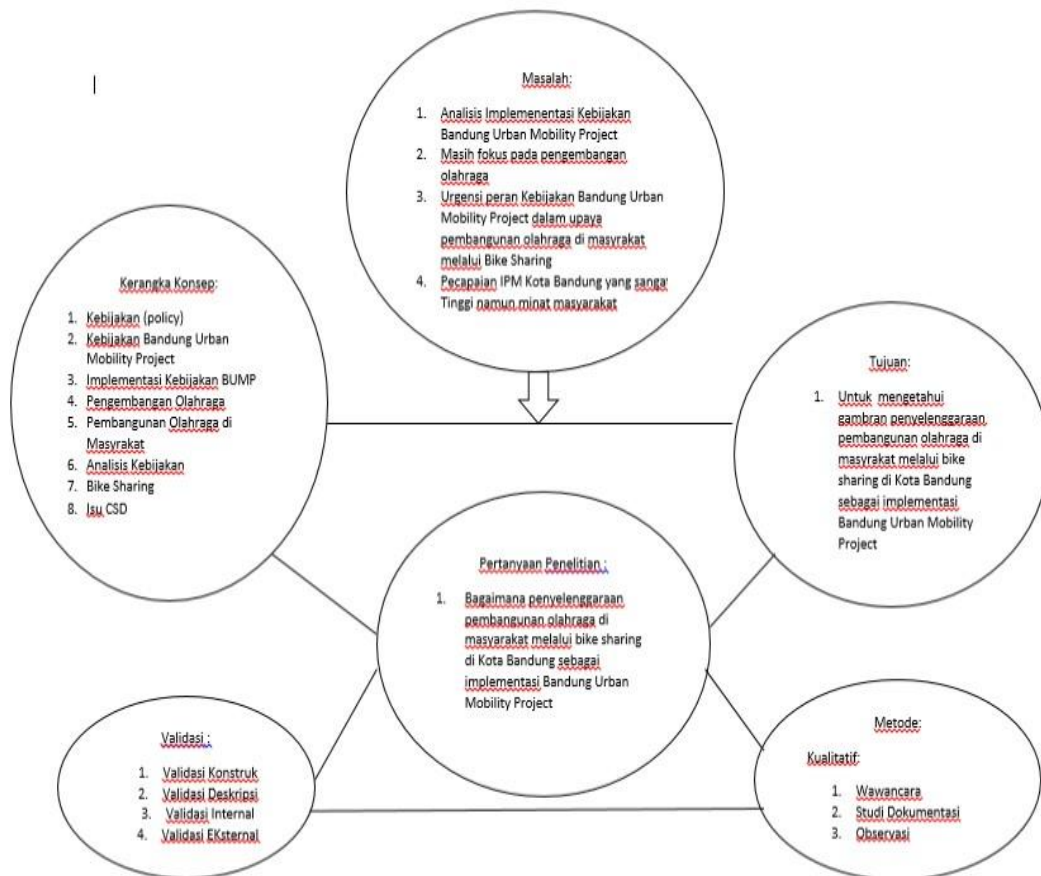 Masalah:
1. Analisis Implemenentasi Kebijakan
Bandung Urban Mobility Project
2. Masih fokus pada pengembangan
olahraga
3. Urgensi peran Kebijakan Bandung Urban
Mobility Project dalam upaya
pembangunan olahraga di masyrakat
melalui Bike Sharing
4. Pecapaian IPM Kota Bandung yang sanga
Tinggi namun minat masyarakat
Kerangka Konsep:
1. Kebijakan (policy)
2. Kebijakan Bandung Urban
Mobility Project
3. Implementasi Kebijakan BUMP
4. Pengembangan Olahraga
5. Pembangunan Olahraga di
Masyrakat
6. Analisis Kebijakan
7. Bike Sharing
8. Isu CSD
Tujuan:
1. Untuk mengetahui
gambran penyelenggaraan
pembangunan olahraga di
masyrakat melalui bike
sharing di Kota Bandung
sebagai implementasi
Bandung Urban Mobility
Project
Pertanyaan Penelitian :
1. Bagaimana penyelenggaraan
pembangunan olahraga di
masyarakat melalui bike sharing
di Kota Bandung sebagai
implementasi Bandung Urban
Mobility Project
Validasi :
1. Validasi Konstruk
2. Validasi Deskripsi
3. Validasi Internal
4. Validasi EKsternal
Metode:
Kualitatif:
1. Wawancara
2. Studi Dokumentasi
3. Observasi